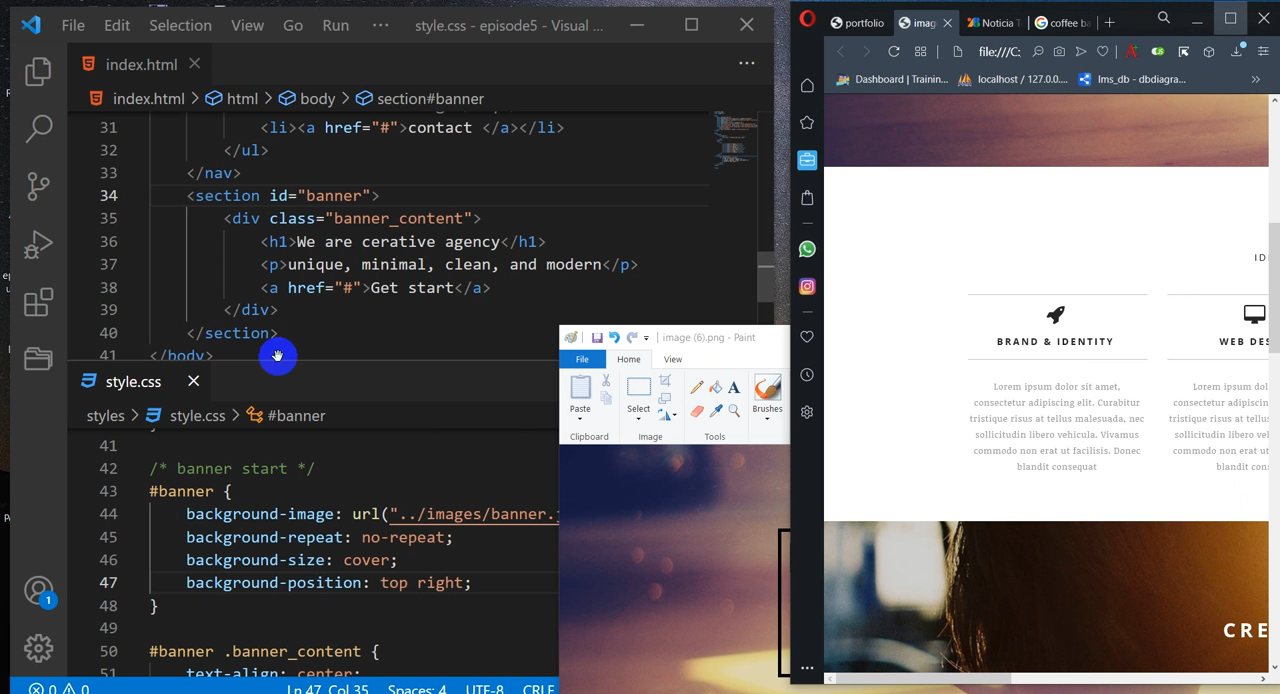 File Edit Selection View Go Run ··· style.css - episode5 - Visual ...
index.html
index.html > html > body > section#banner
31 <li><a href="#">contact </a></li>
32 </ul>
33 </nav>
34 <section id="banner">
35 <div class="banner_content">
36 <h1>We are cerative agency</h1>
37 <p>unique, minimal, clean, and modern</p>
38 <a href="#">Get start</a>
39 </div>
40 </section>
41 </body>
style.css
styles > style.css > #banner
41
42 /* banner start */
43 #banner {
44 background-image: url("../images/banner.
45 background-repeat: no-repeat;
46 background-size: cover;
47 background-position: top right;
48 }
49
50 #banner .banner_content {
51 text-align: center;
1
0 0 Ln 47, Col 35 Spaces: 4 UTF-8 CRLF
image (6).png - Paint
File Home View
Paste Select Brushes
Clipboard Image Tools
A
portfolio imag Noticia T coffee ba
file:///C:
Dashboard | Trainin... localhost / 127.0.0.... lms_db - dbdiagra... »
BRAND & IDENTITY
Lorem ipsum dolor sit amet,
consectetur adipiscing elit. Curabitur
tristique risus at tellus malesuada, nec
sollicitudin libero vehicula. Vivamus
commodo non erat ut facilisis. Donec
blandit consequat
ID
WEB DES
Lorem ipsum d
consectetur adipis
tristique risus at te
sollicitudin libero
commodo non erat
blandit con
CRE